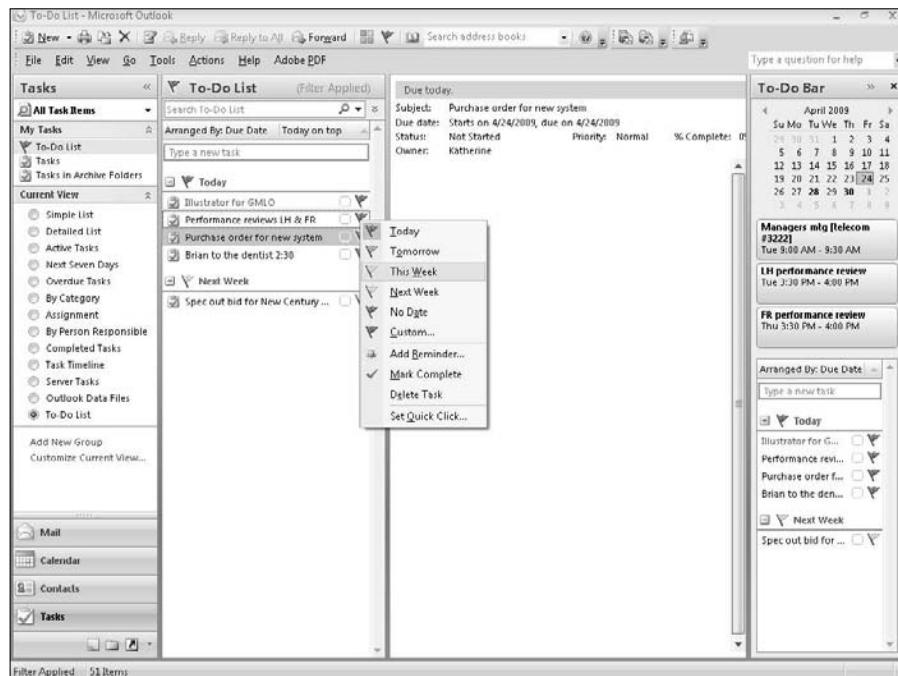 To-Do List - Microsoft Outlook
New Reply Reply to All Forward Search address books
File Edit View Go Tools Actions Help Adobe PDF
Type a question for help
Tasks
All Task Items
My Tasks
To-Do List
Tasks
Tasks in Archive Folders
Current View
Simple List
Detailed List
Active Tasks
Next Seven Days
Overdue Tasks
By Category
Assignment
By Person Responsible
Completed Tasks
Task Timeline
Server Tasks
Outlook Data Files
To-Do List
Add New Group
Customize Current View...
Mail
Calendar
Contacts
Tasks
To-Do List (Filter Applied)
Search To-Do List
Arranged By: Due Date Today on top
Type a new task
Today
Illustrator for GMLO
Performance reviews LH & FR
Purchase order for new system
Brian to the dentist 2:30
Next Week
Spec out bid for New Century ...
Today
Tomorrow
This Week
Next Week
No Date
Custom...
Add Reminder...
Mark Complete
Delete Task
Set Quick Click...
Due today.
Subject: Purchase order for new system
Due date: Starts on 4/24/2009, due on 4/24/2009
Status: Not Started Priority: Normal % Complete:
Owner: Katherine
To-Do Bar
April 2009
Su Mo Tu We Th Fr Sa
29 30 31 1 2 3 4
5 6 7 8 9 10 11
12 13 14 15 16 17 18
19 20 21 22 23 24 25
26 27 28 29 30 1 2
3 4 5 6 7 8 9
Managers mtg [telecom
#3222]
Tue 9:00 AM - 9:30 AM
LH performance review
Tue 3:30 PM - 4:00 PM
FR performance review
Thu 3:30 PM - 4:00 PM
Arranged By: Due Date
Type a new task
Today
Illustrator for G...
Performance revi...
Purchase order f...
Brian to the den...
Next Week
Spec out bid for ...
Filter Applied 51 Items